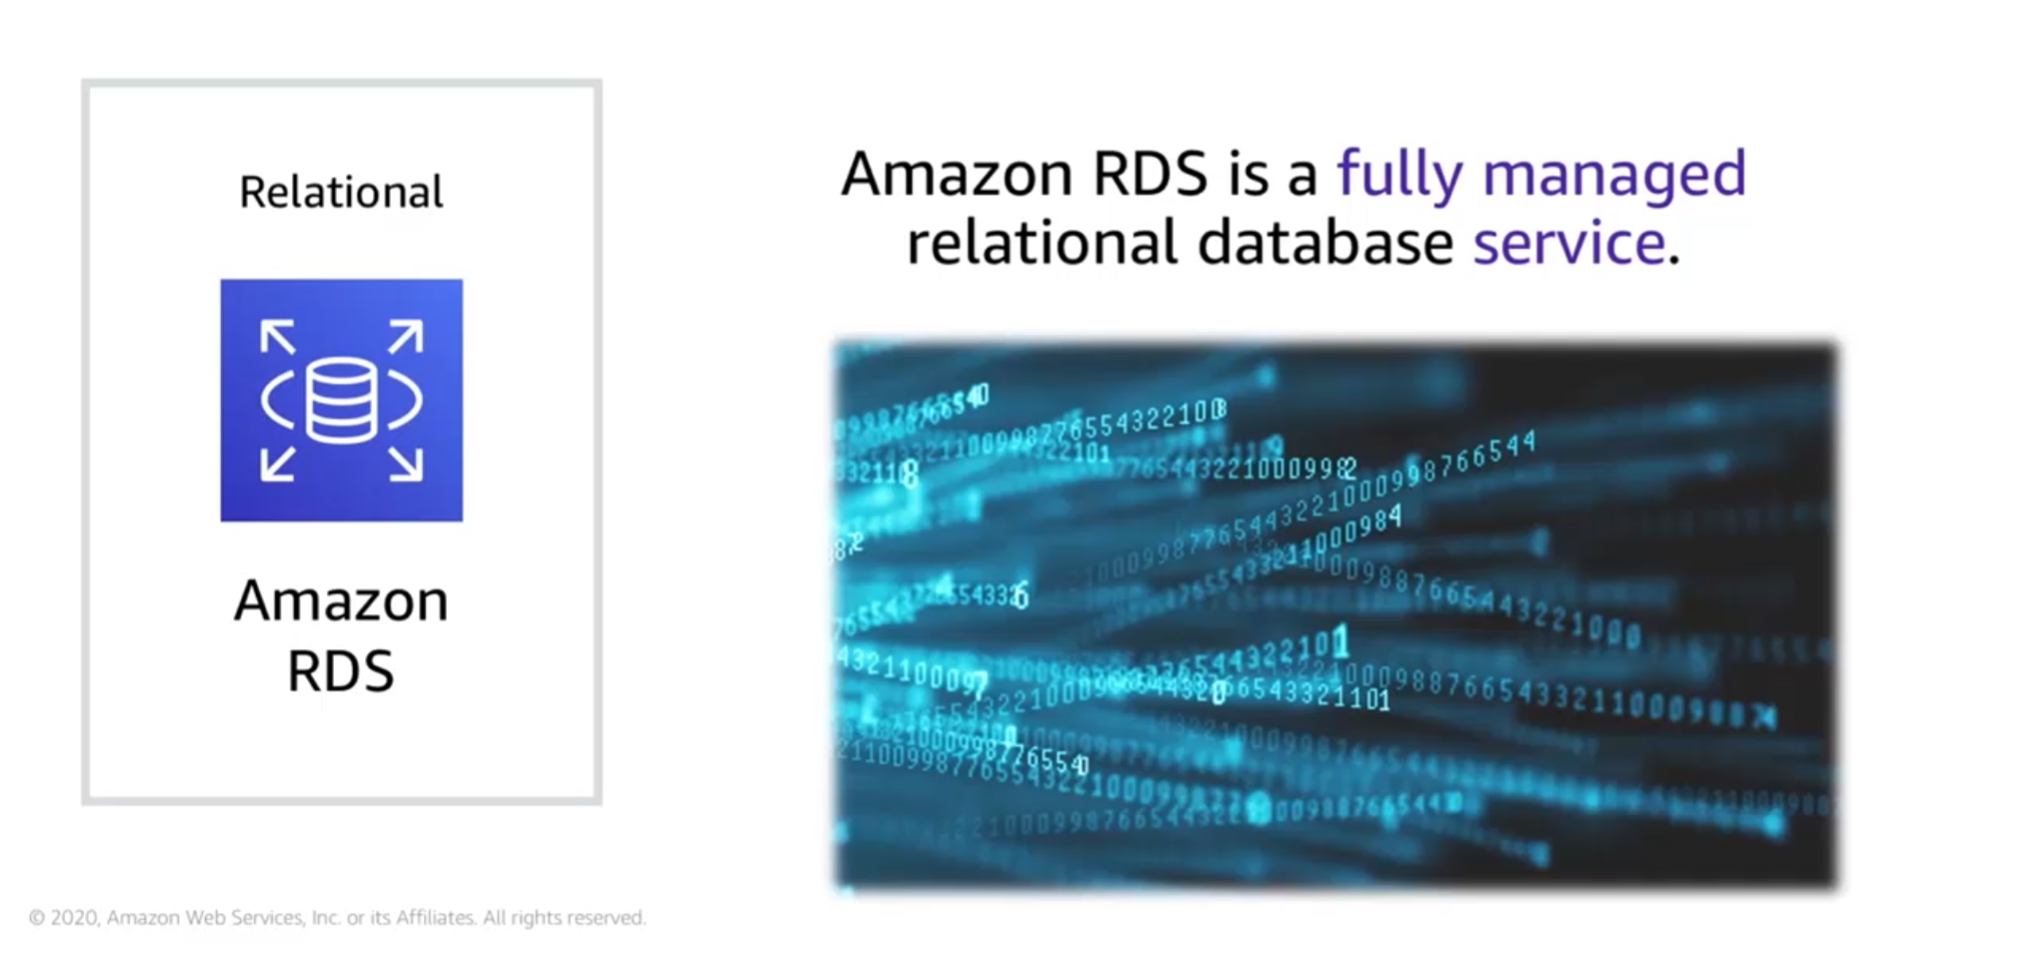 Relational
Amazon
RDS
Amazon RDS is a fully managed
relational database service.
© 2020, Amazon Web Services, Inc. or its Affiliates. All rights reserved.